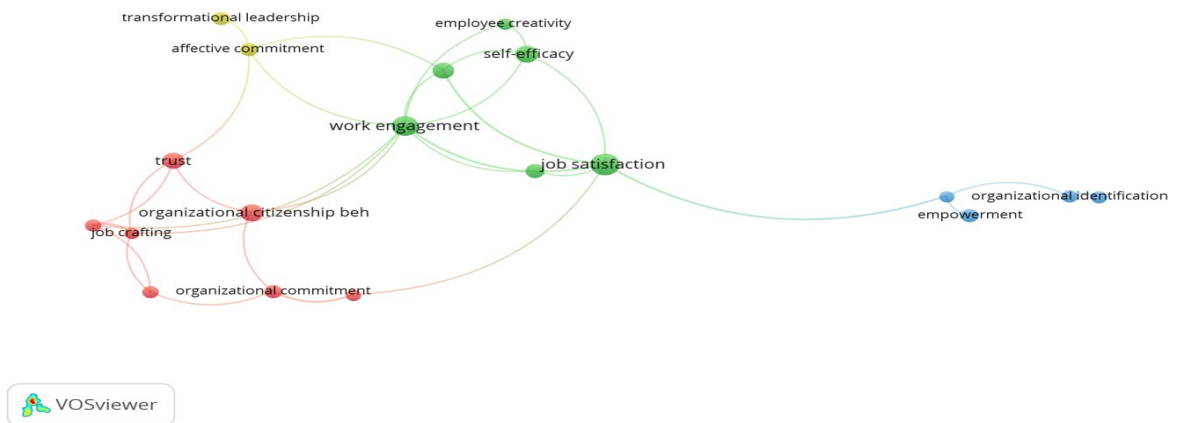 transformational leadership
employee creativity
affective commitment
self-efficacy
work engagement
trust
job satisfaction
organizational identification
organizational citizenship beh
empowerment
job crafting
organizational commitment
VOSviewer